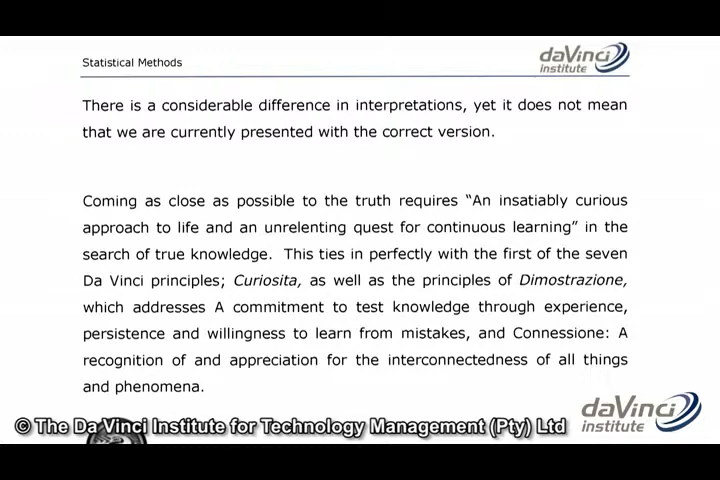 Statistical Methods
daVinci
institute
There is a considerable difference in interpretations, yet it does not mean
that we are currently presented with the correct version.
Coming as close as possible to the truth requires “An insatiably curious
approach to life and an unrelenting quest for continuous learning” in the
search of true knowledge. This ties in perfectly with the first of the seven
Da Vinci principles; Curiosita, as well as the principles of Dimostrazione,
which addresses A commitment to test knowledge through experience,
persistence and willingness to learn from mistakes, and Connessione: A
recognition of and appreciation for the interconnectedness of all things
and phenomena.
© The Da Vinci Institute for Technology Management (Pty) Ltd
daVinci
institute